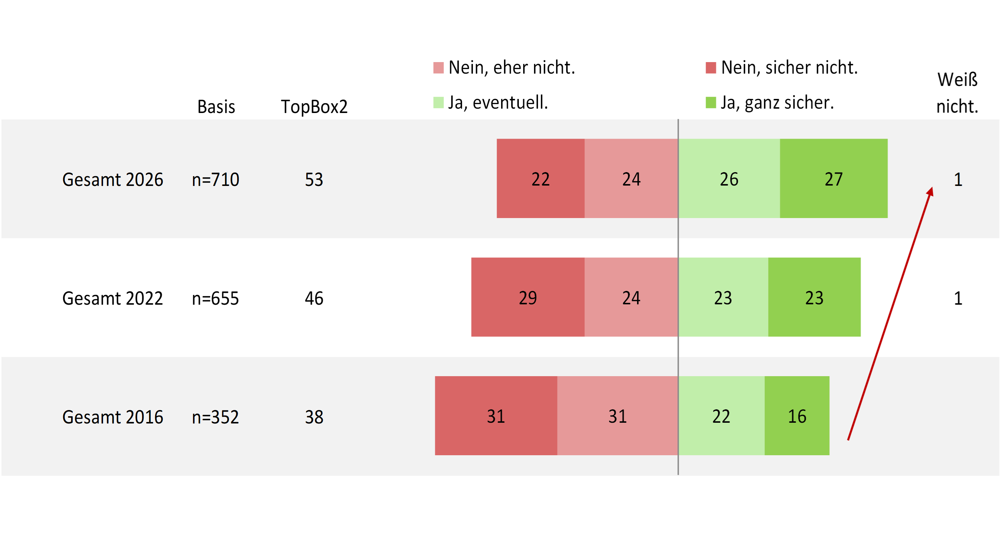 Nein, eher nicht. Nein, sicher nicht.
Ja, eventuell. Ja, ganz sicher.
Weiß
nicht.
Basis TopBox2
Gesamt 2026 n=710 53 22 24 26 27 1
Gesamt 2022 n=655 46 29 24 23 23 1
Gesamt 2016 n=352 38 31 31 22 16